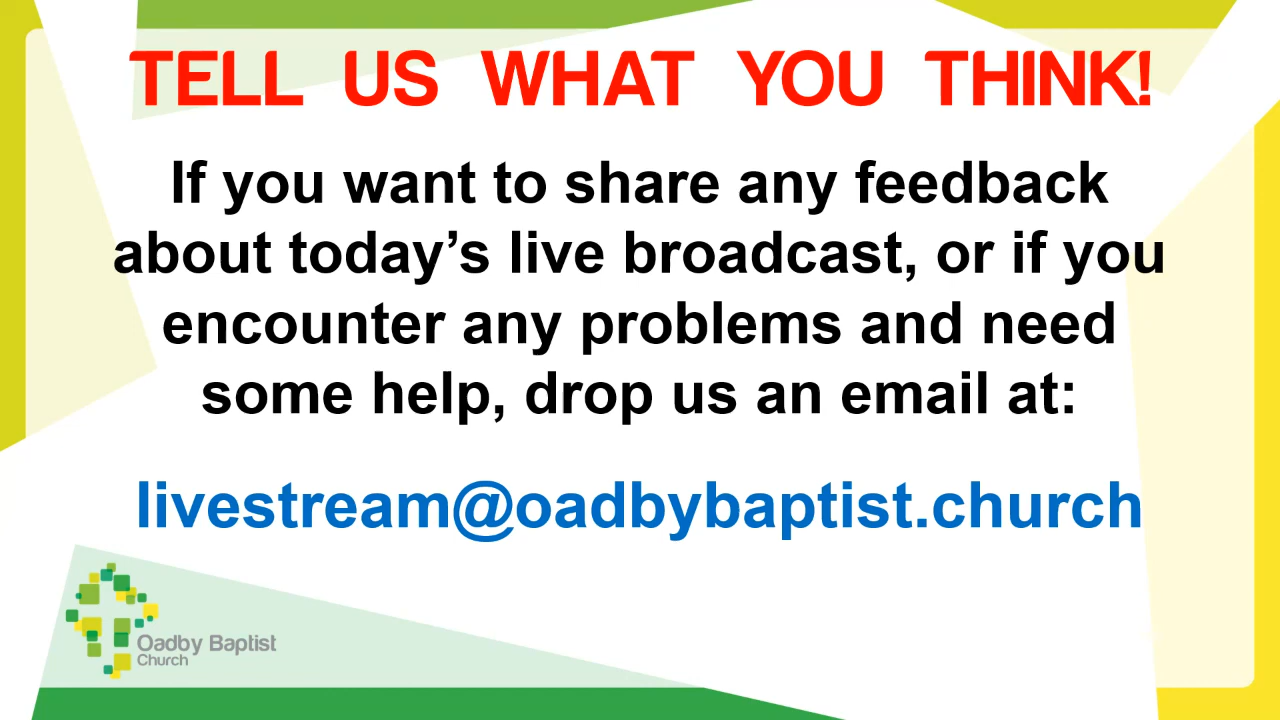 TELL US WHAT YOU THINK!
If you want to share any feedback
about today’s live broadcast, or if you
encounter any problems and need
some help, drop us an email at:
livestream@oadbybaptist.church
Oadby Baptist
Church